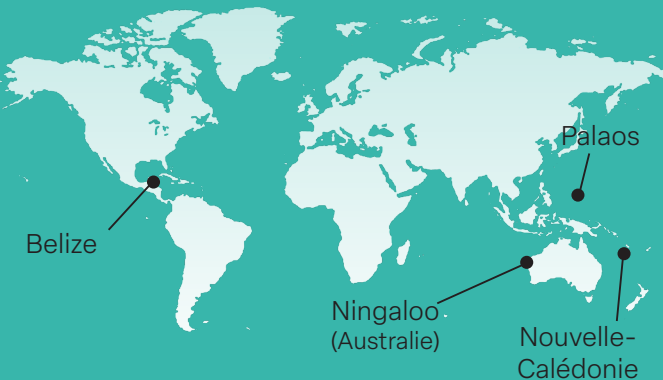 Palaos
Belize
Ningaloo
(Australie)
Nouvelle-
Calédonie